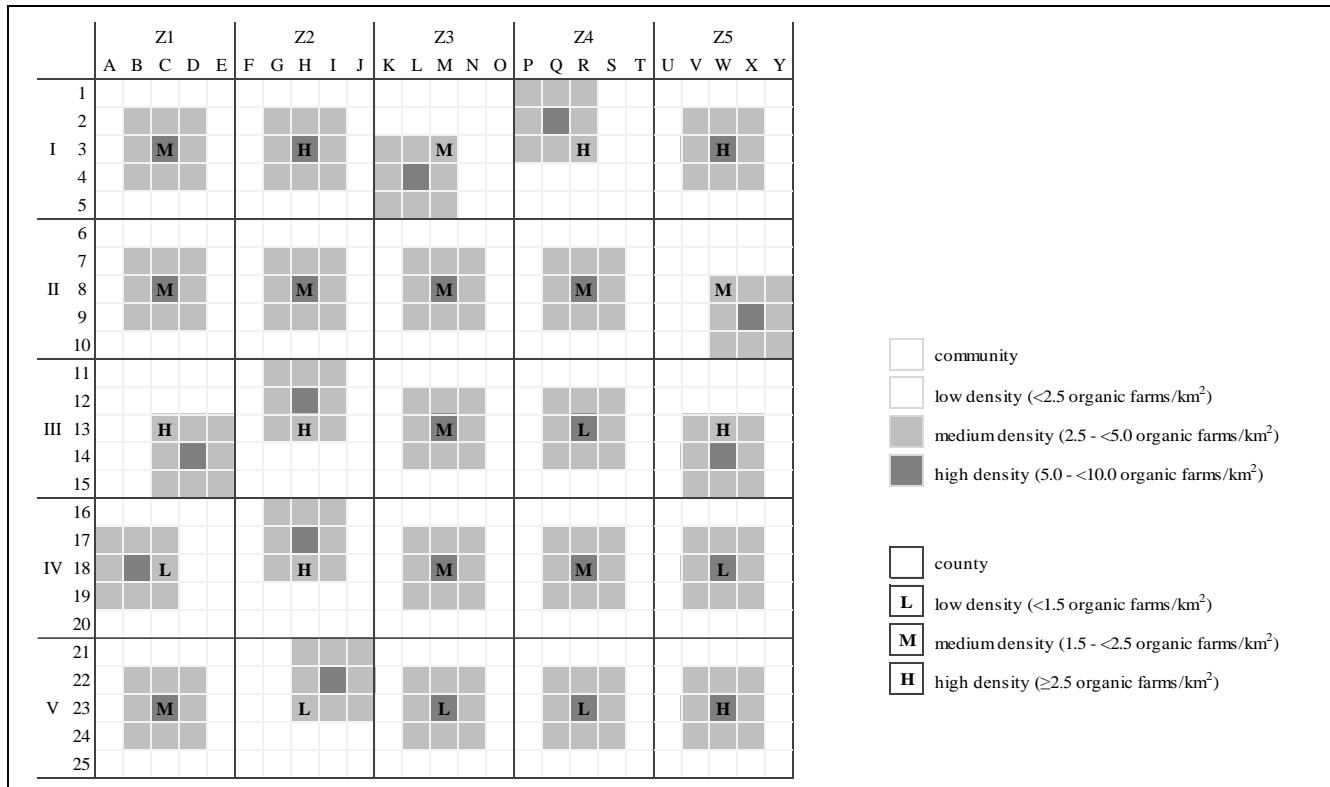 Z1 Z2 Z3 Z4 Z5
A B C D E F G H I J K L M N O P Q R S T U V W X Y
1
2
I 3 M H M H H
4
5
6
7
II 8 M M M M M
9
10
11
12
III 13 H H M L H
14
15
16
17
IV 18 L H M M L
19
20
21
22
V 23 M L L L H
24
25
community
low density (<2.5 organic farms/km²)
medium density (2.5 - <5.0 organic farms/km²)
high density (5.0 - <10.0 organic farms/km²)
county
L low density (<1.5 organic farms/km²)
M medium density (1.5 - <2.5 organic farms/km²)
H high density (≥2.5 organic farms/km²)